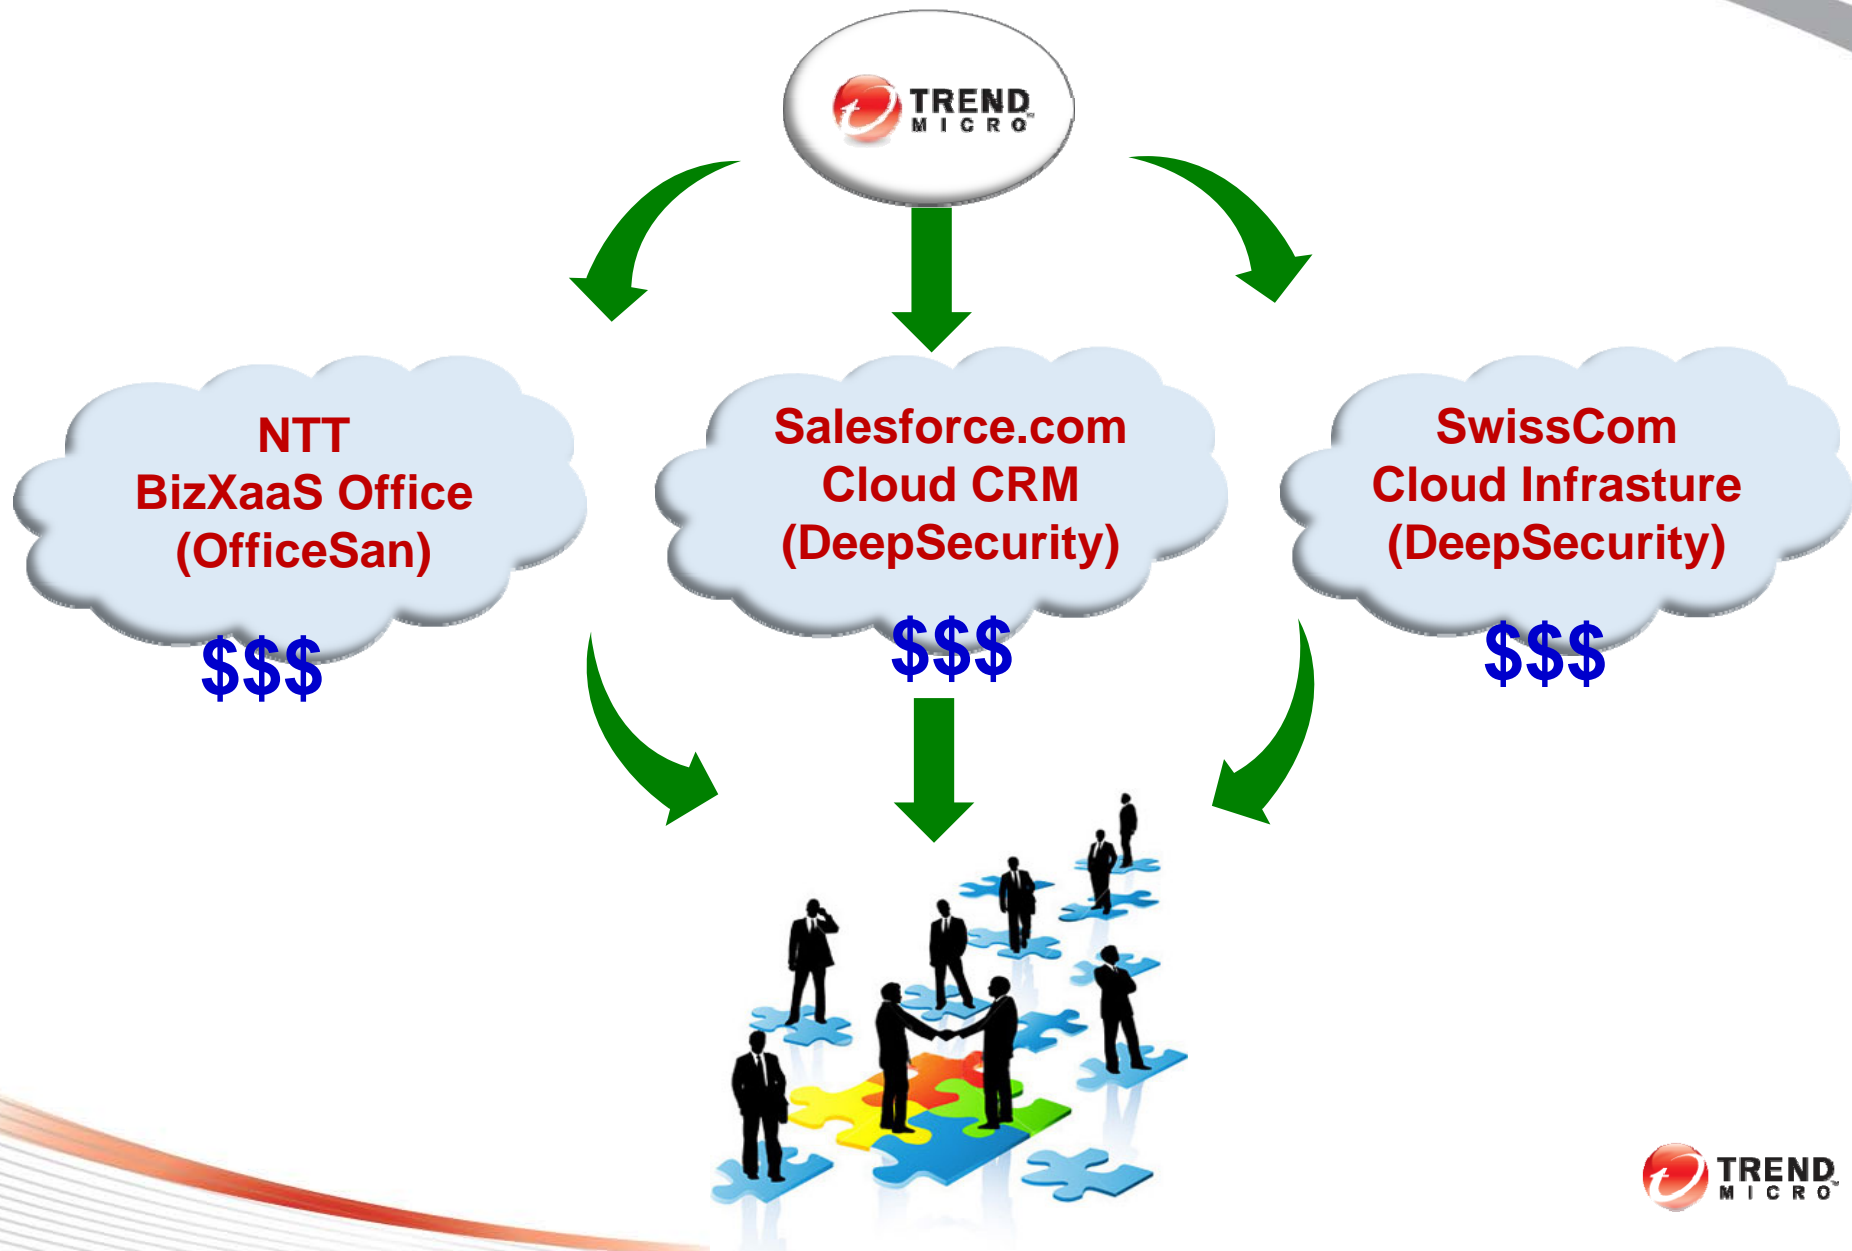 TREND
MICRO
NTT
BizXaaS Office
(OfficeSan)
$$$
Salesforce.com
Cloud CRM
(DeepSecurity)
$$$
SwissCom
Cloud Infrasture
(DeepSecurity)
$$$
TREND
MICRO